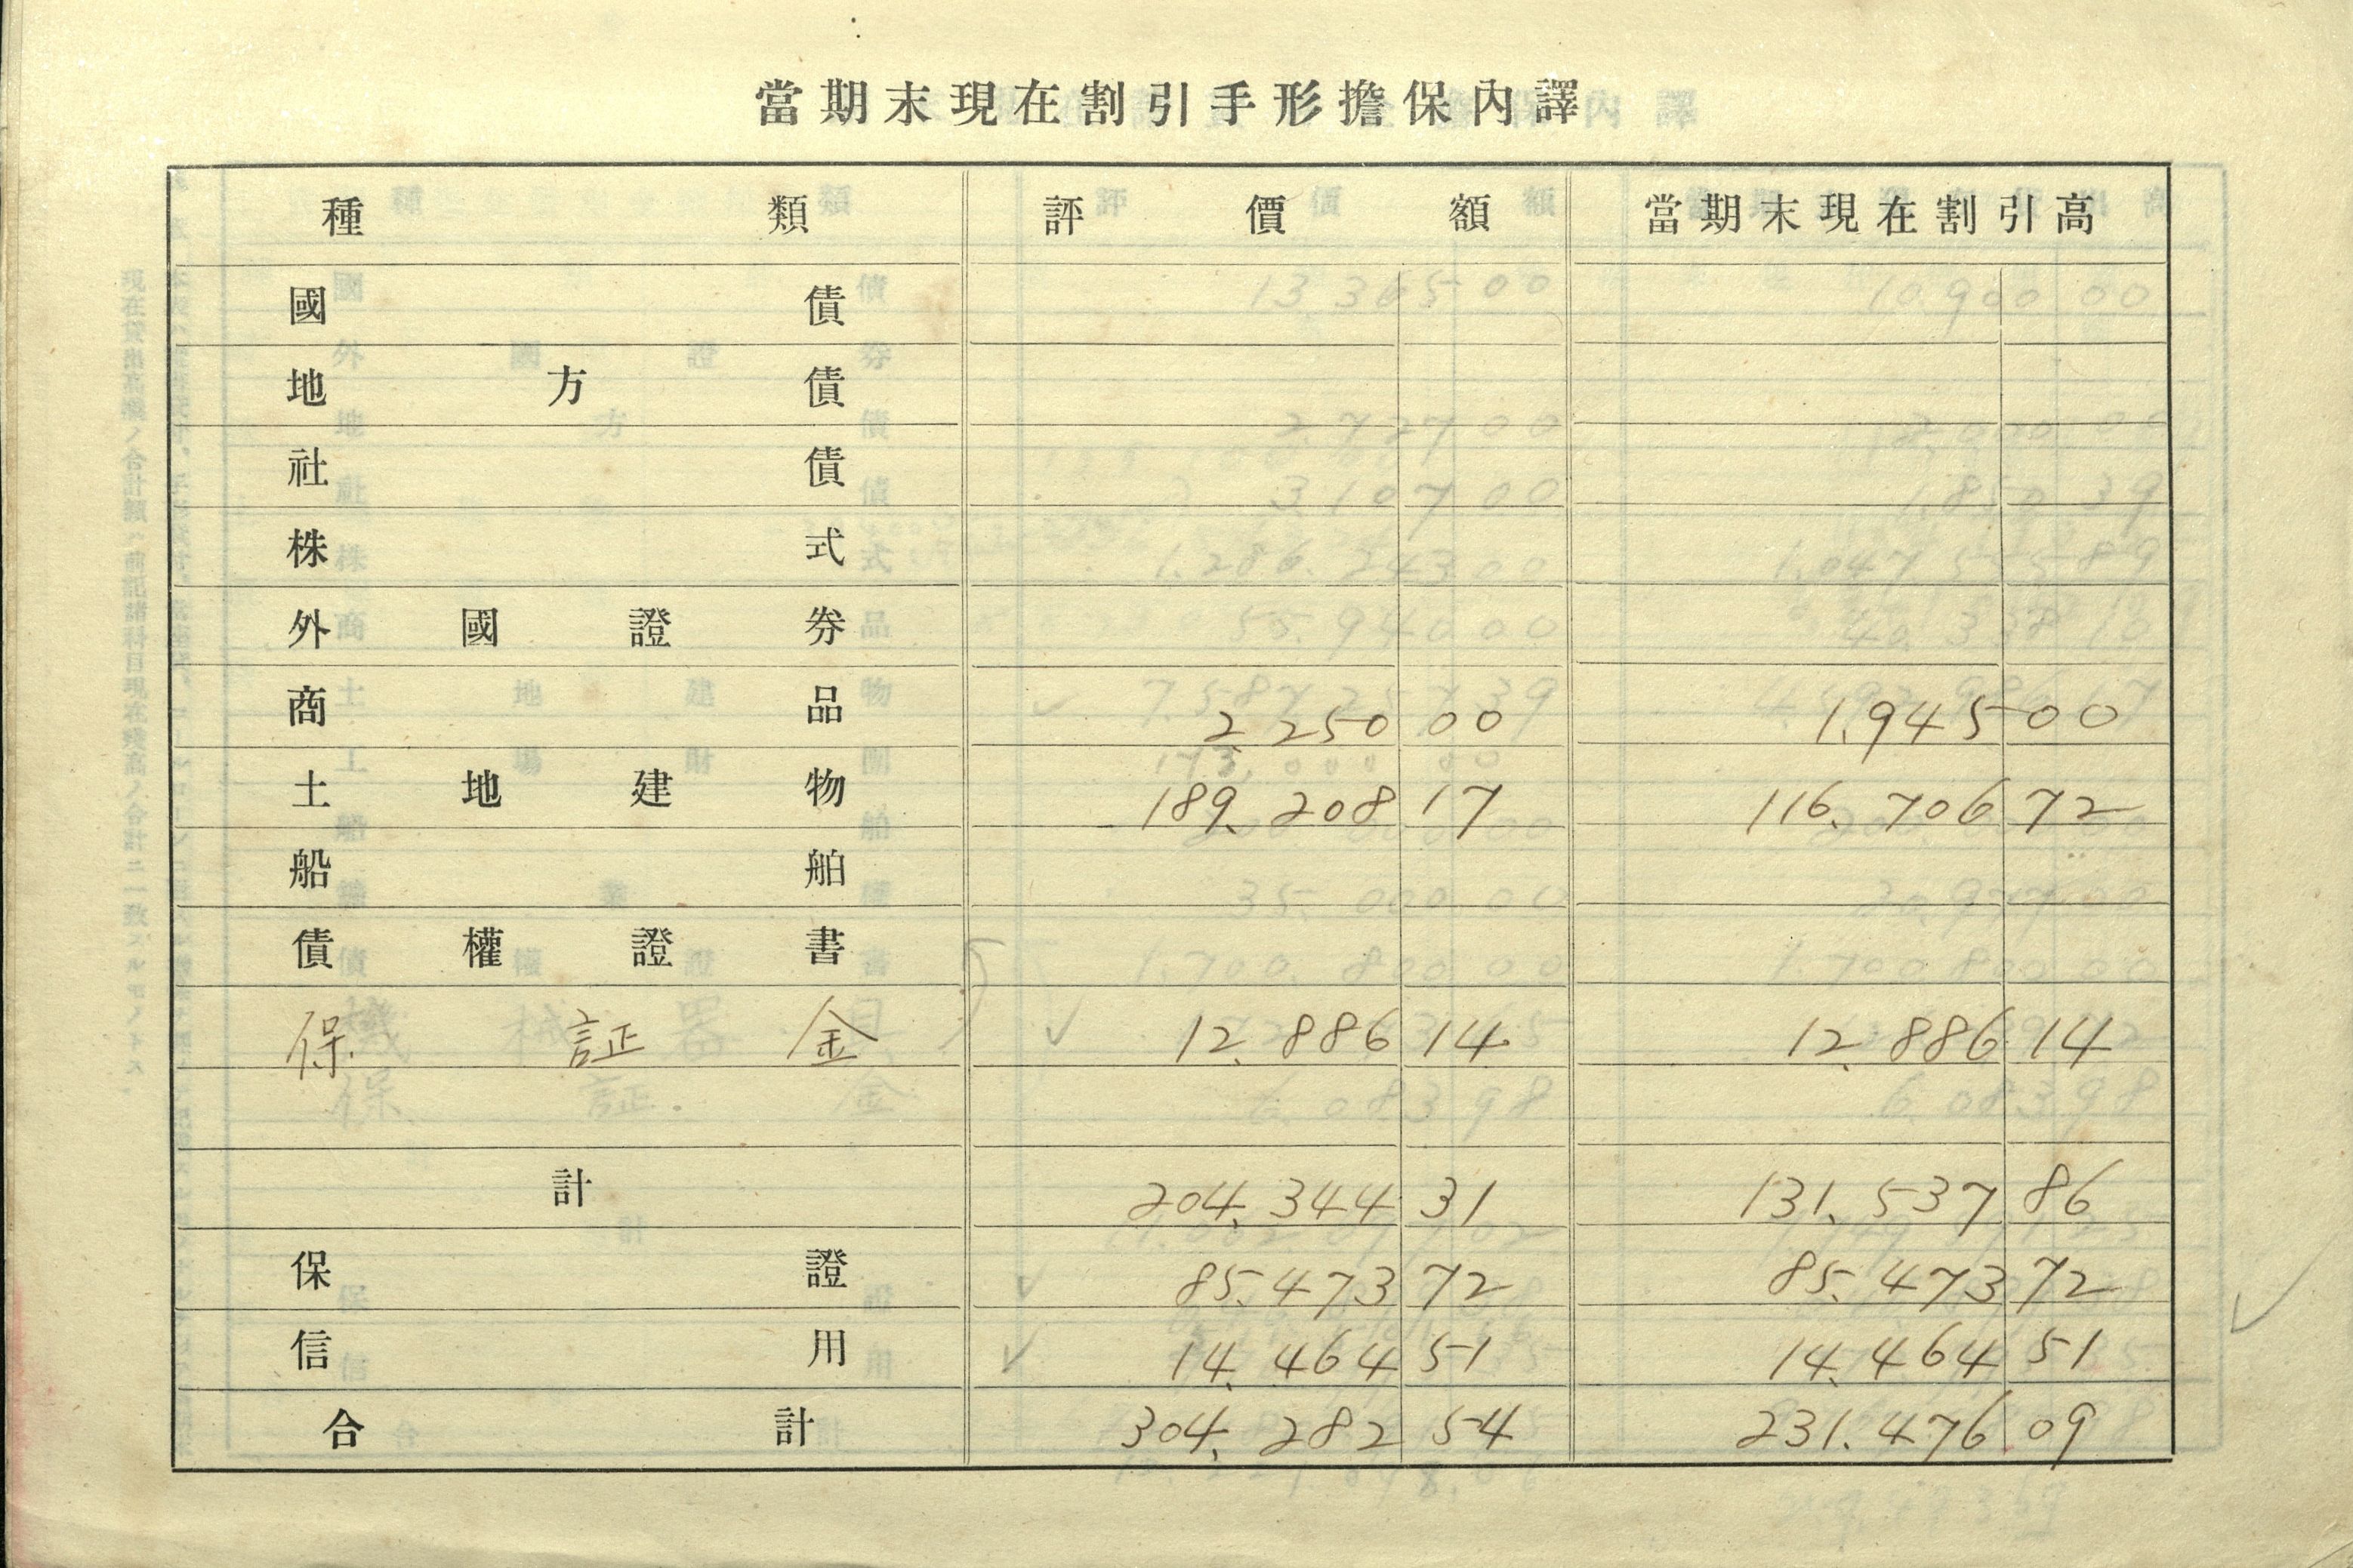 當期末現在割引手形擔保內譯
種類 評價額 當期末現在割引高
國債
地方債
社債
株式
外國證券
商品 2.250 00 1.945 00
土地建物 189.208 17 116.706 72
船舶
債權證書
保証金 12.886 14 12.886 14
計 204.344 31 131.537 86
保證 85.473 72 85.473 72
信用 14.464 51 14.464 51
合計 304.282 54 231.476 09